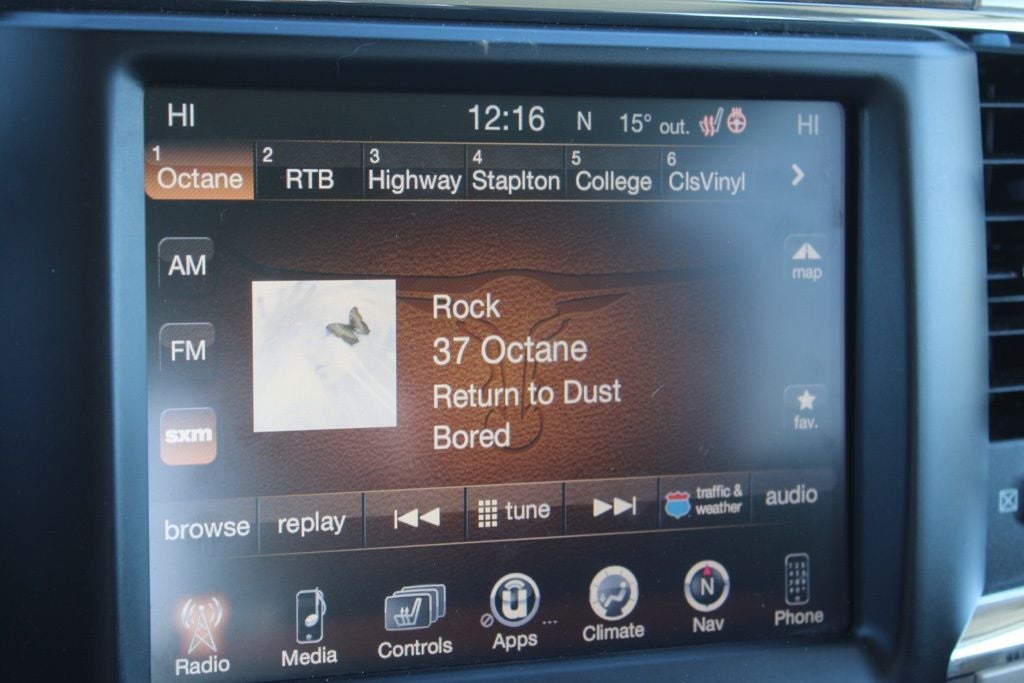 HI 12:16 N 15° out. HI
1 2 3 4 5 6
Octane RTB Highway Staplton College ClsVinyl
AM
map
Rock
FM
37 Octane
Return to Dust
fav.
sxm
Bored
browse replay tune traffic & weather audio
N
Radio Media Controls Apps ... Climate Nav Phone